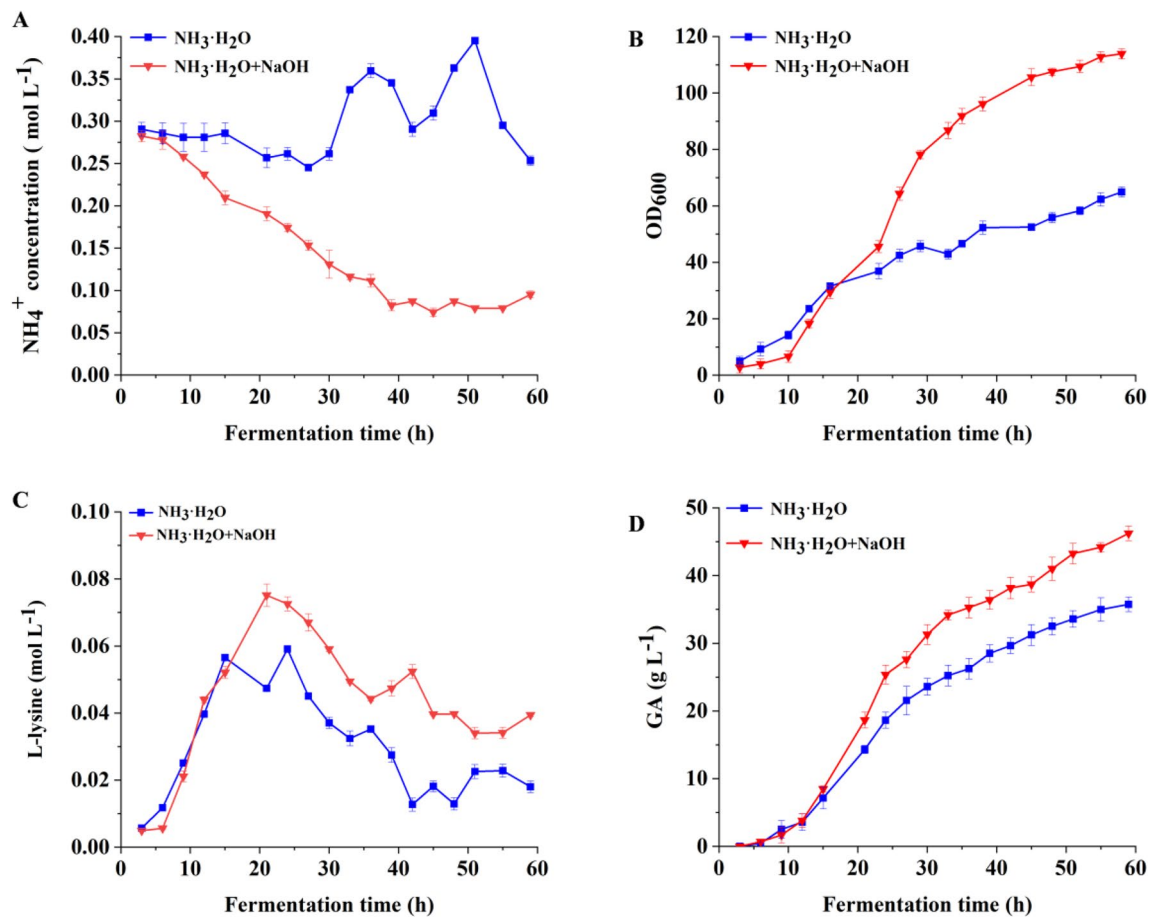 A
NH3·H2O
NH3·H2O+NaOH
0.40
0.35
0.30
0.25
0.20
0.15
0.10
0.05
0.00
NH4+ concentration ( mol L-1)
0 10 20 30 40 50 60
Fermentation time (h)
B
NH3·H2O
NH3·H2O+NaOH
120
100
80
60
40
20
0
OD600
0 10 20 30 40 50 60
Fermentation time (h)
C
NH3·H2O
NH3·H2O+NaOH
0.10
0.08
0.06
0.04
0.02
0.00
L-lysine (mol L-1)
0 10 20 30 40 50 60
Fermentation time (h)
D
NH3·H2O
NH3·H2O+NaOH
50
40
30
20
10
0
GA (g L-1)
0 10 20 30 40 50 60
Fermentation time (h)